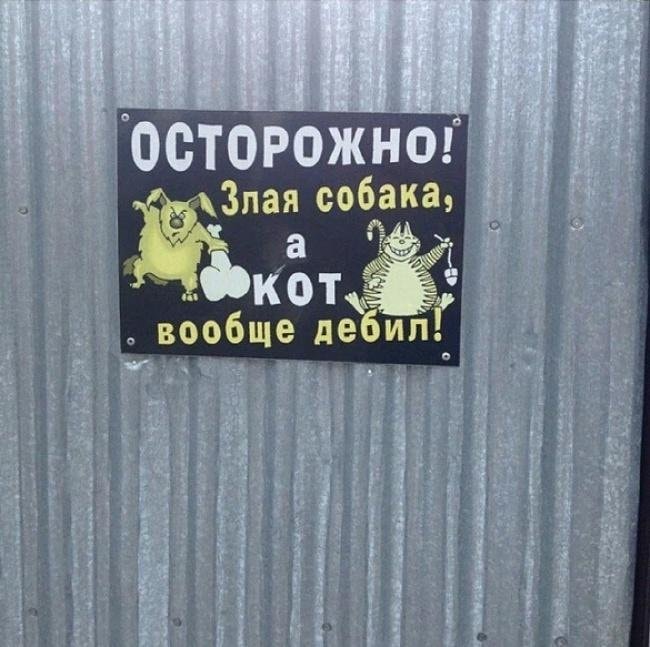 ОСТОРОЖНО!
Злая собака,
а
кот
вообще дебил!